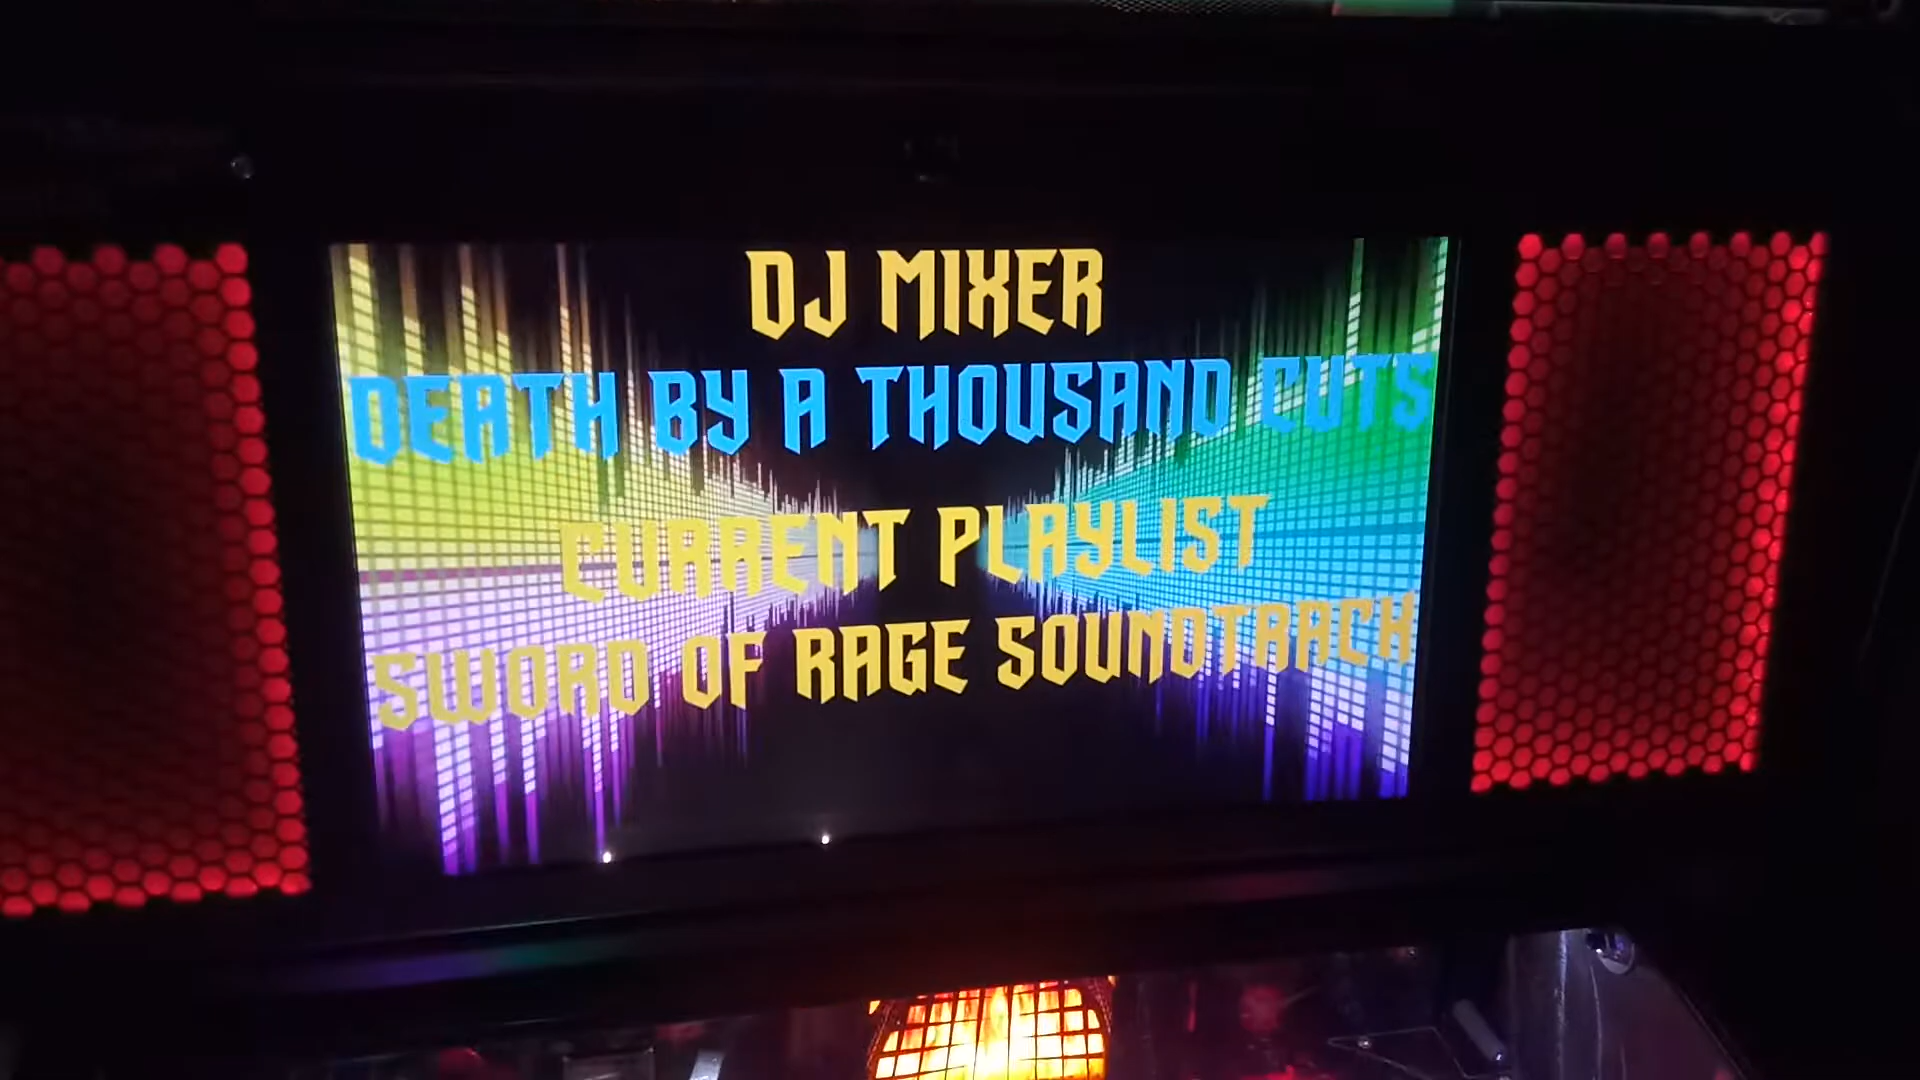 DJ MIXER
DEATH BY A THOUSAND CUTS
CURRENT PLAYLIST
SWORD OF RAGE SOUNDTRACK